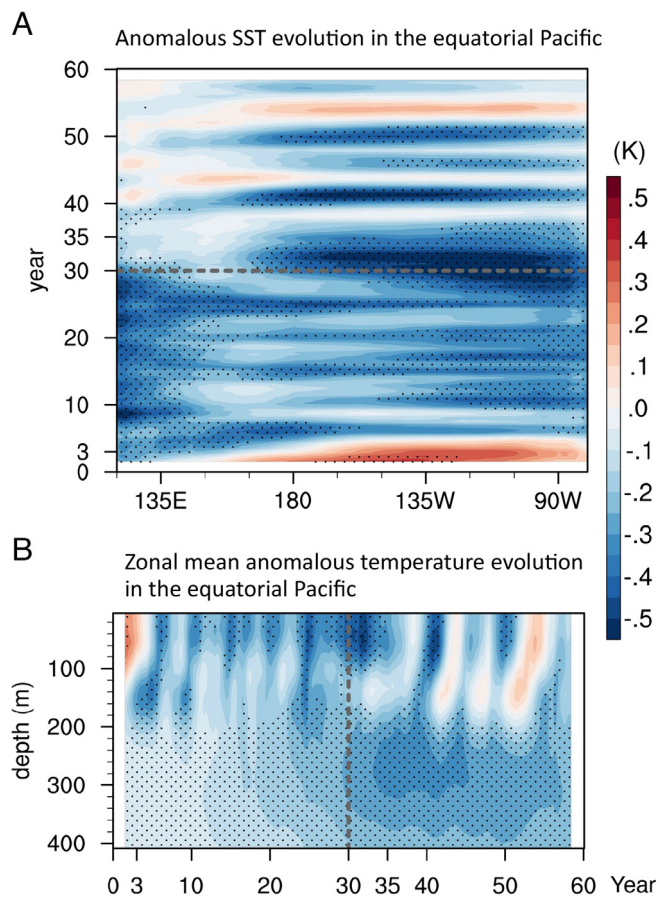 A
Anomalous SST evolution in the equatorial Pacific
60
50
40
35
30
20
10
3
0
year
135E 180 135W 90W
(K)
.5
.4
.3
.2
.1
.0
-.1
-.2
-.3
-.4
-.5
B
Zonal mean anomalous temperature evolution
in the equatorial Pacific
100
200
300
400
depth (m)
0 3 10 20 30 35 40 50 60 Year